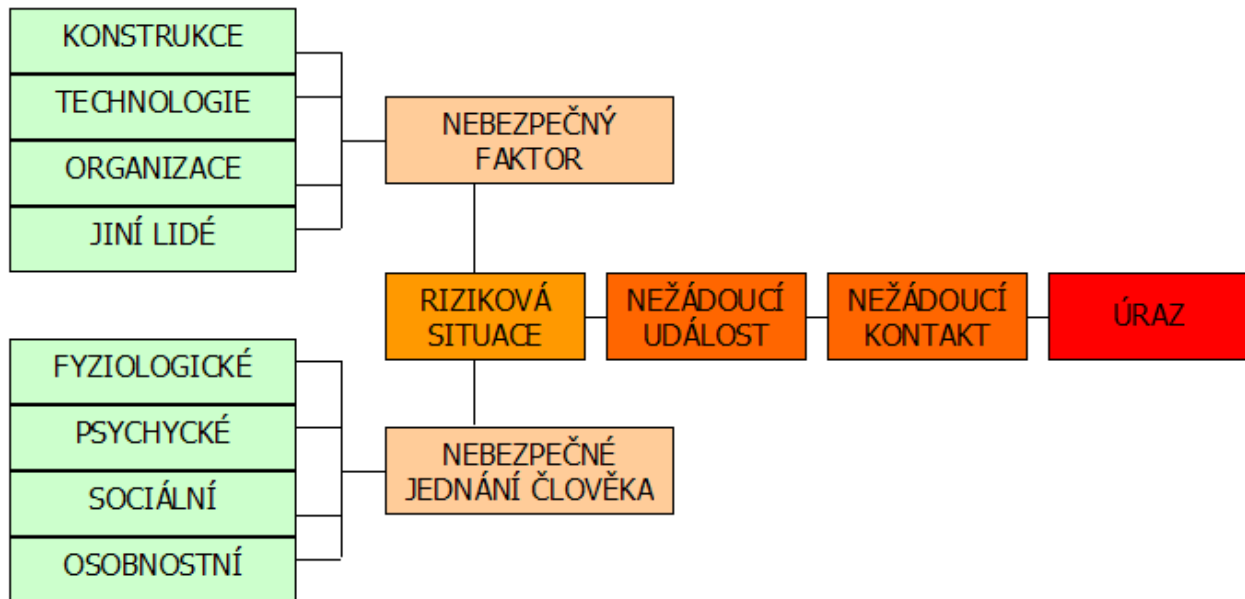 KONSTRUKCE
TECHNOLOGIE
ORGANIZACE
JINÍ LIDÉ
NEBEZPEČNÝ
FAKTOR
RIZIKOVÁ
SITUACE
NEŽÁDOUCÍ
UDÁLOST
NEŽÁDOUCÍ
KONTAKT
ÚRAZ
FYZIOLOGICKÉ
PSYCHYCKÉ
SOCIÁLNÍ
OSOBNOSTNÍ
NEBEZPEČNÉ
JEDNÁNÍ ČLOVĚKA